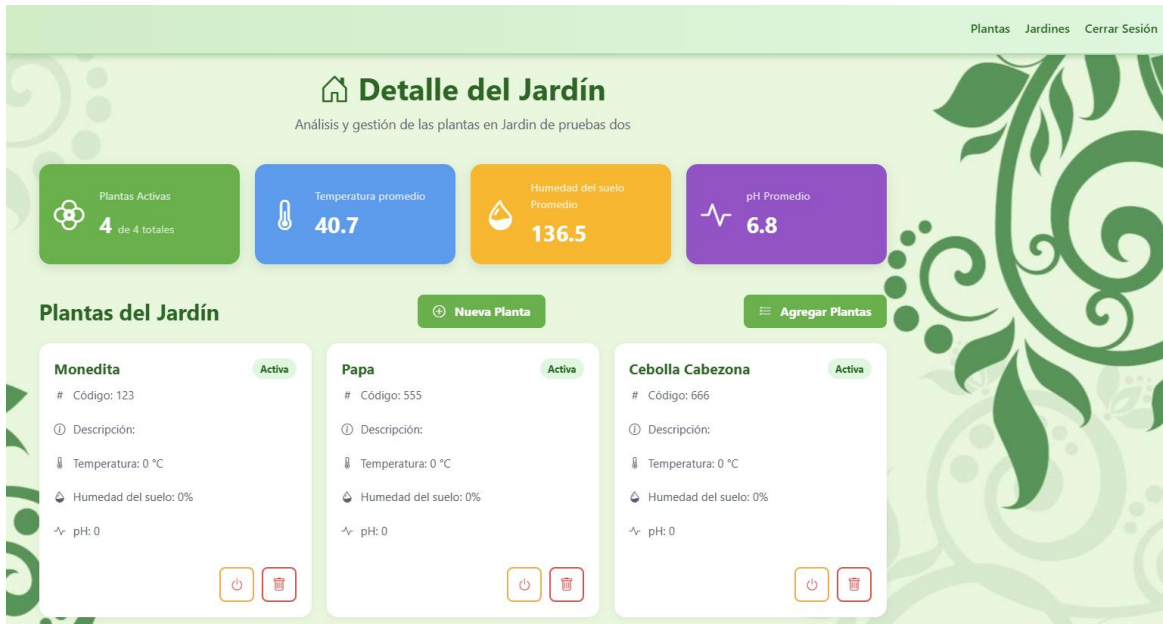 Plantas Jardines Cerrar Sesión
Detalle del Jardín
Análisis y gestión de las plantas en Jardin de pruebas dos
Plantas Activas
4 de 4 totales
Temperatura promedio
40.7
Humedad del suelo
Promedio
136.5
pH Promedio
6.8
Plantas del Jardín
Nueva Planta
Agregar Plantas
Monedita
Activa
# Código: 123
Descripción:
Temperatura: 0 °C
Humedad del suelo: 0%
pH: 0
Papa
Activa
# Código: 555
Descripción:
Temperatura: 0 °C
Humedad del suelo: 0%
pH: 0
Cebolla Cabezona
Activa
# Código: 666
Descripción:
Temperatura: 0 °C
Humedad del suelo: 0%
pH: 0